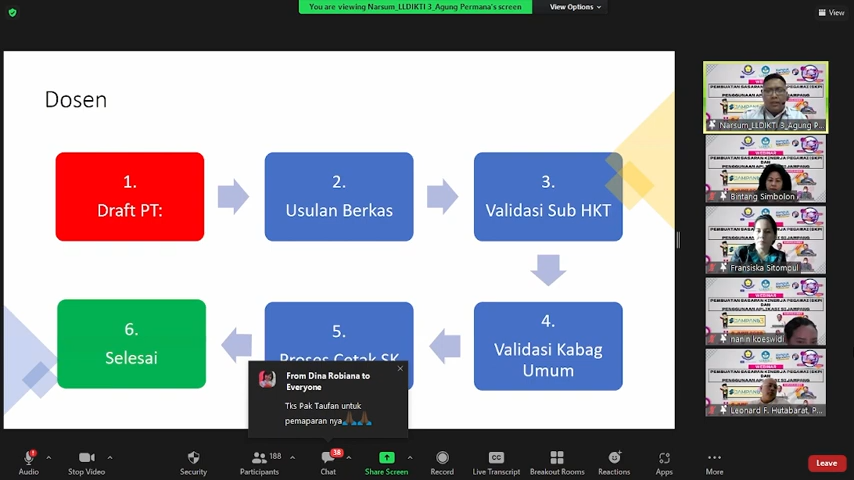 You are viewing Narsum_LLDIKTI 3_Agung Permana's screen
View Options
View
Dosen
1.
Draft PT:
2.
Usulan Berkas
3.
Validasi Sub HKT
4.
Validasi Kabag
Umum
5.
Proses Cetak SK
6.
Selesai
From Dina Robiana to
Everyone
Tks Pak Taufan untuk
pemaparan nya🙏🏾🙏🏾
Narsum_LLDIKTI 3_Agung P...
Bintang Simbolon
Fransiska Sitompul
nanin koeswidi
Leonard F. Hutabarat, P...
Audio
Stop Video
Security
Participants
188
Chat
38
Share Screen
Record
CC
Live Transcript
Breakout Rooms
Reactions
Apps
More
Leave